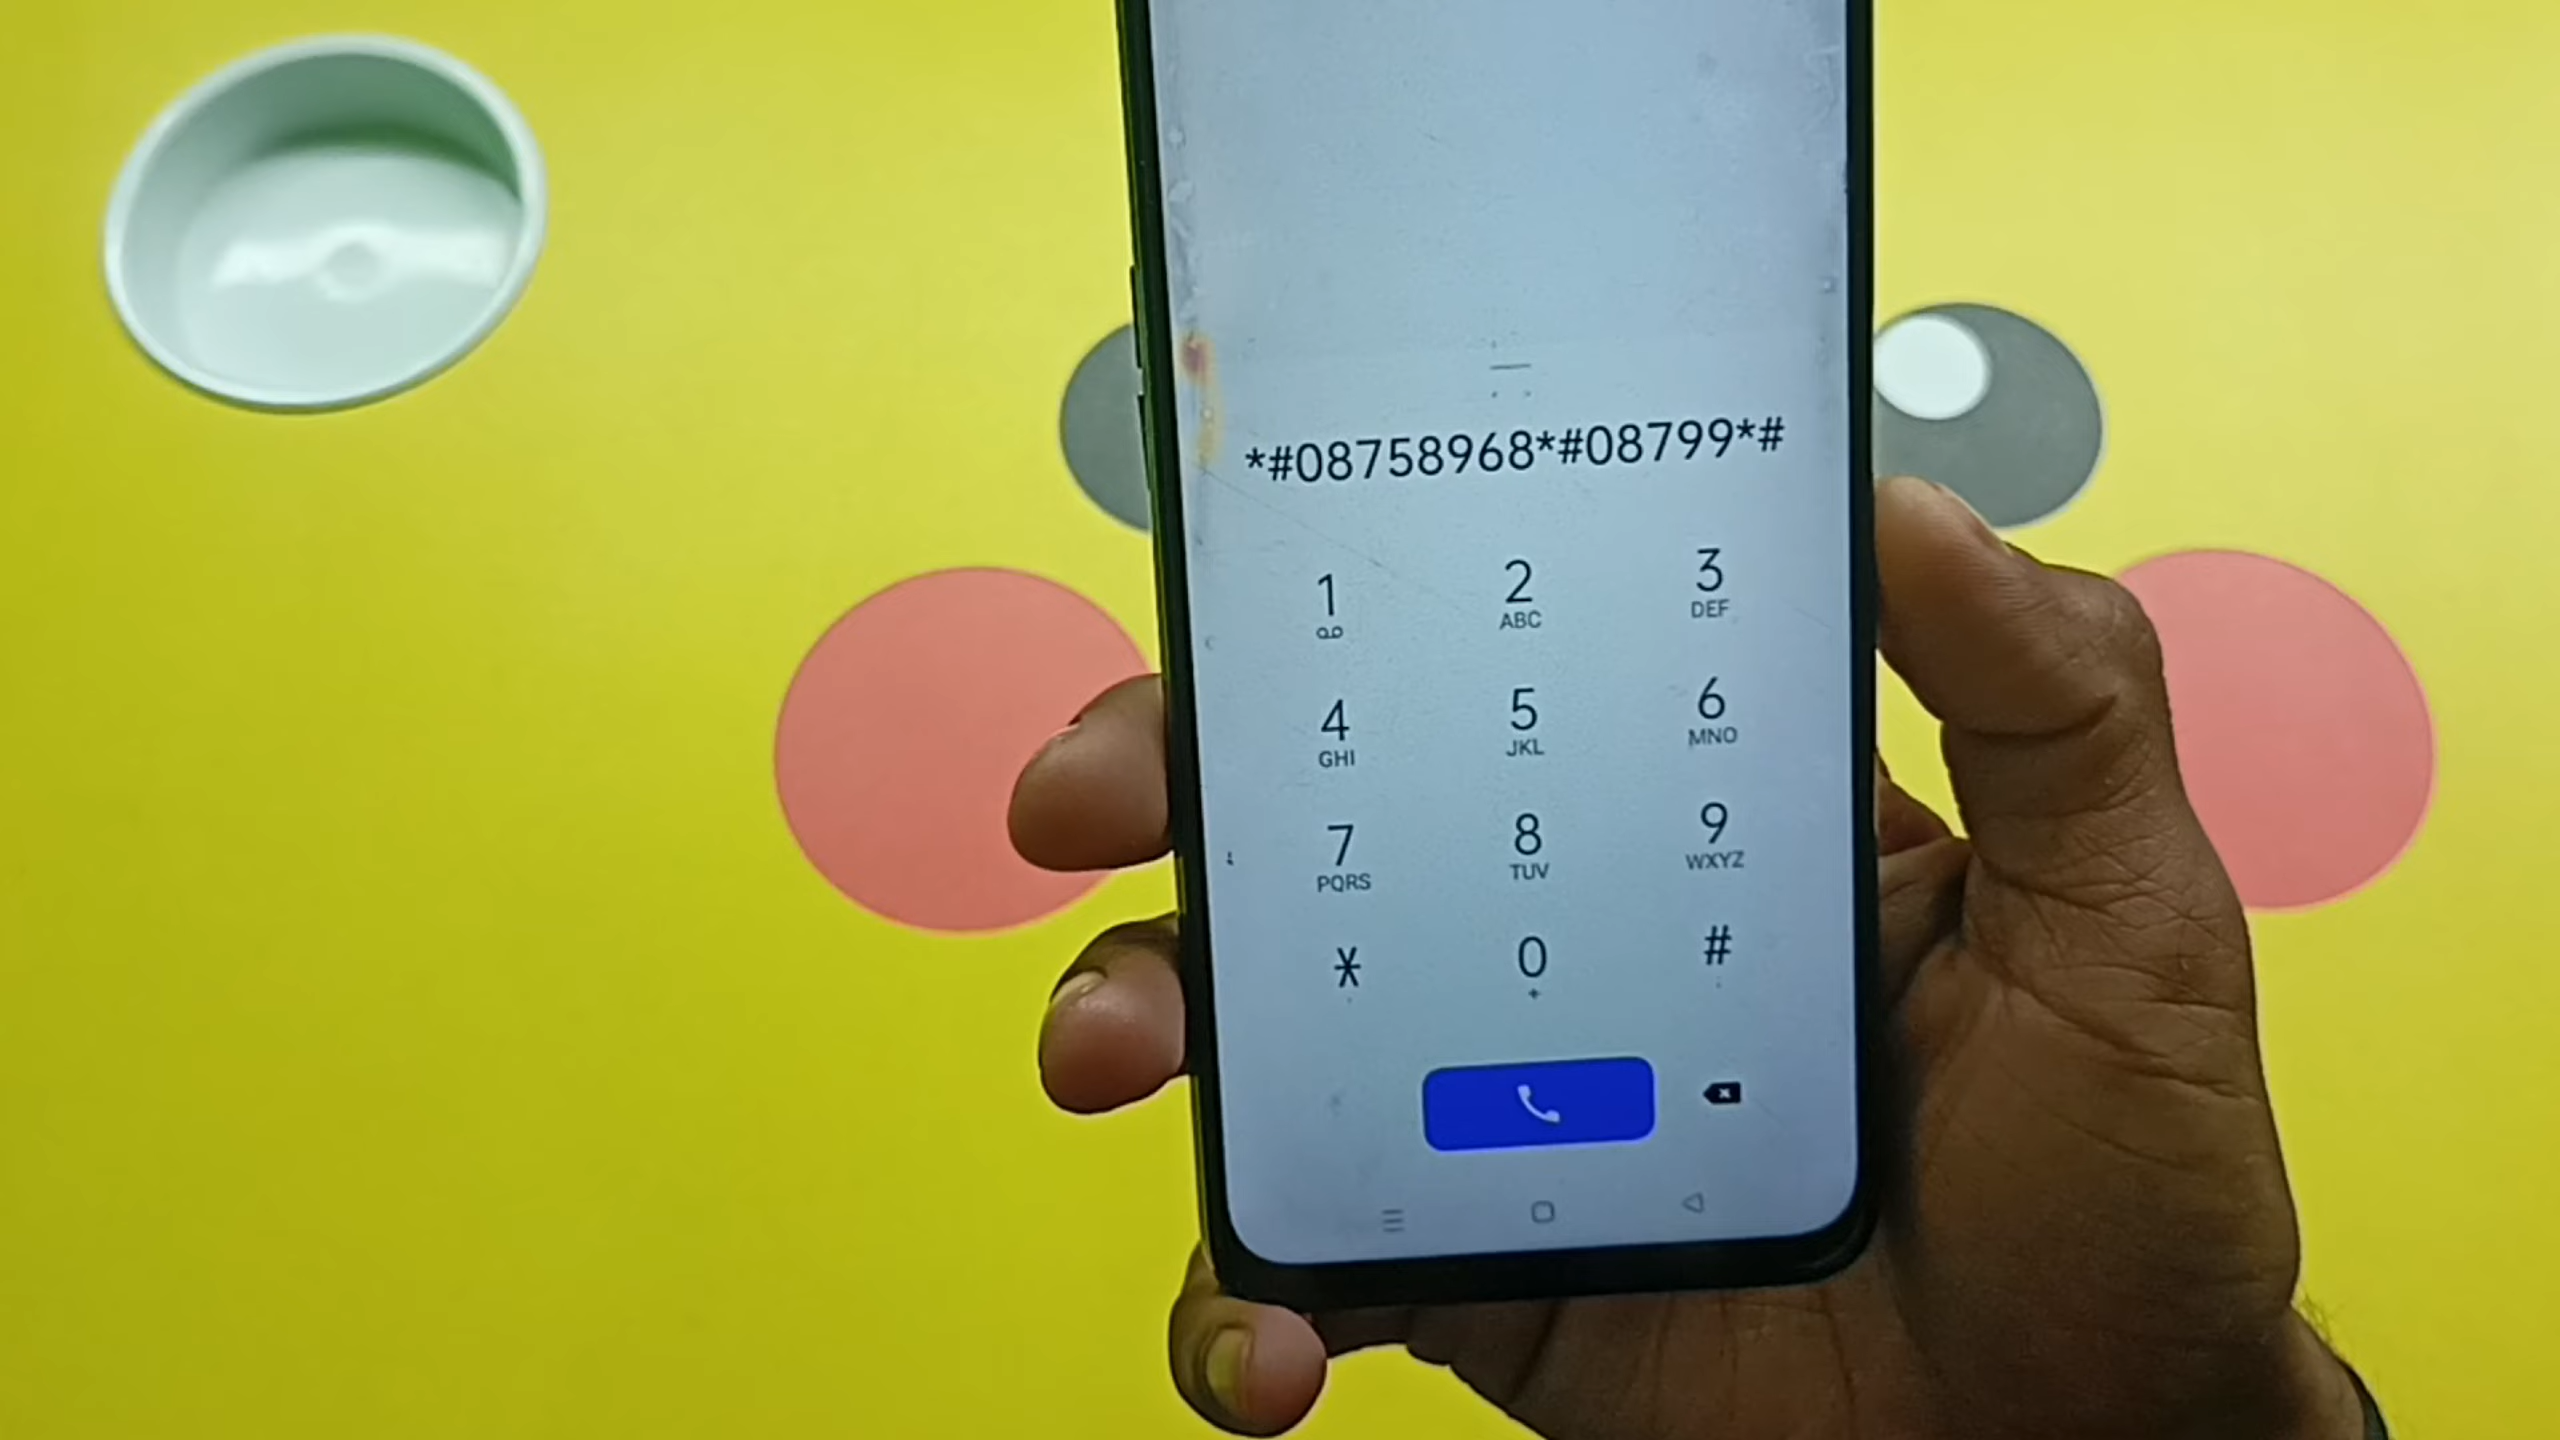 *#08758968*#08799*#
1 2 ABC 3 DEF
4 GHI 5 JKL 6 MNO
7 PQRS 8 TUV 9 WXYZ
* 0 + #